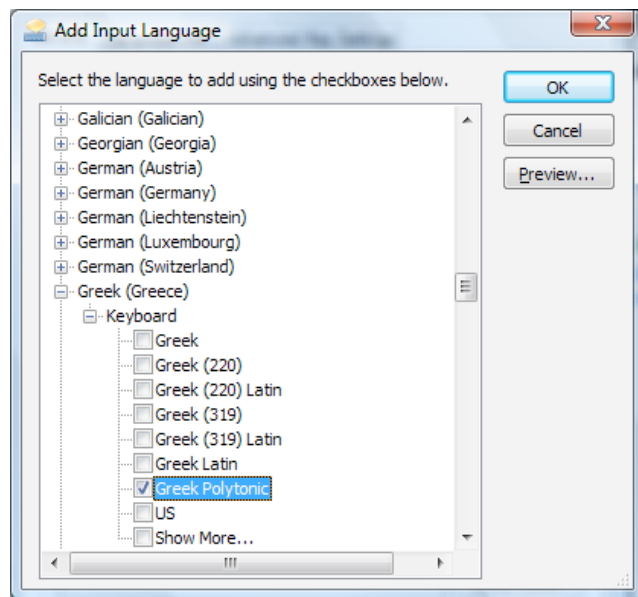 Add Input Language
Select the language to add using the checkboxes below.
OK
Cancel
Preview...
Galician (Galician)
Georgian (Georgia)
German (Austria)
German (Germany)
German (Liechtenstein)
German (Luxembourg)
German (Switzerland)
Greek (Greece)
Keyboard
Greek
Greek (220)
Greek (220) Latin
Greek (319)
Greek (319) Latin
Greek Latin
Greek Polytonic
US
Show More...